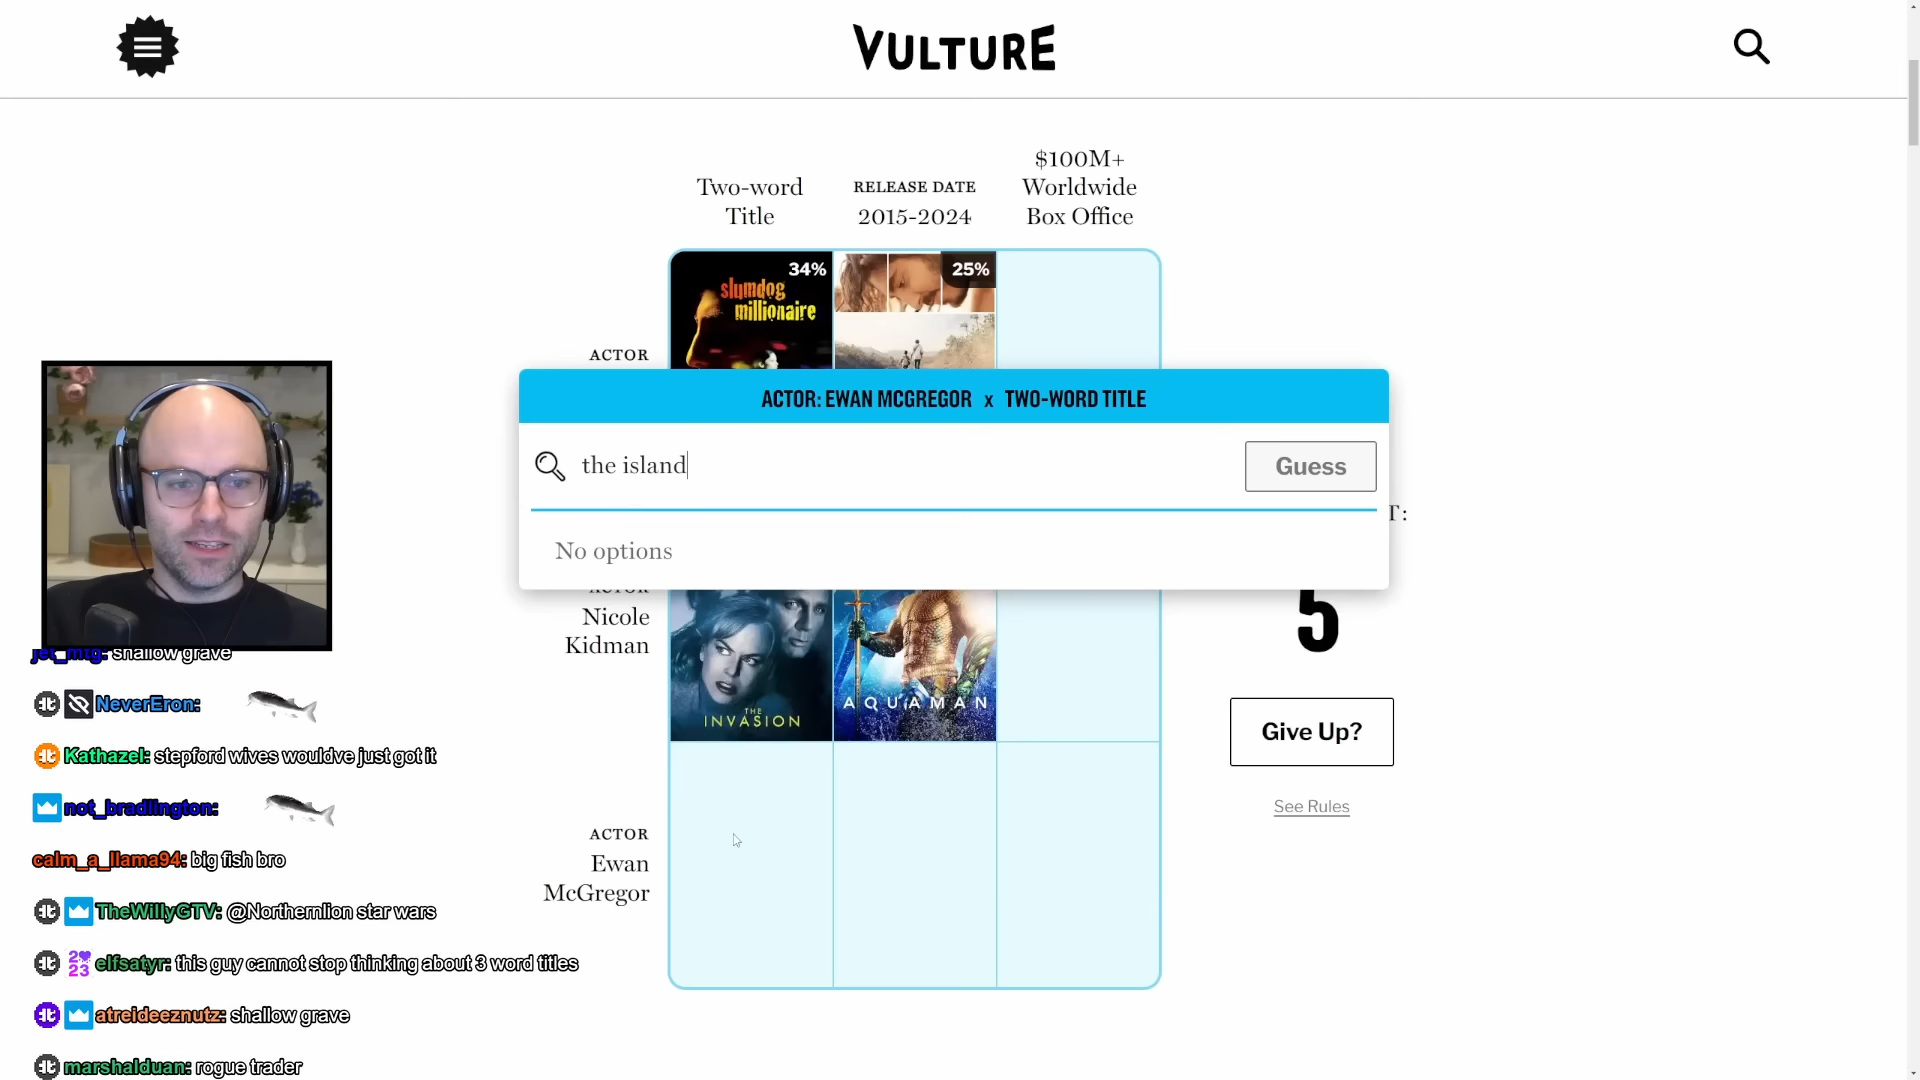 VULTURE
Two-word
Title
RELEASE DATE
2015-2024
$100M+
Worldwide
Box Office
34%
slumdog
millionaire
25%
ACTOR
ACTOR: EWAN MCGREGOR x TWO-WORD TITLE
the island
Guess
No options
T:
5
ACTOR
Nicole
Kidman
THE
INVASION
AQUAMAN
Give Up?
See Rules
ACTOR
Ewan
McGregor
jet_mtg: shallow grave
NeverEron:
Kathazel: stepford wives wouldve just got it
not_bradlington:
calm_a_llama94: big fish bro
TheWillyGTV: @Northernlion star wars
elfsatyr: this guy cannot stop thinking about 3 word titles
atreideeznutz: shallow grave
marshalduan: rogue trader